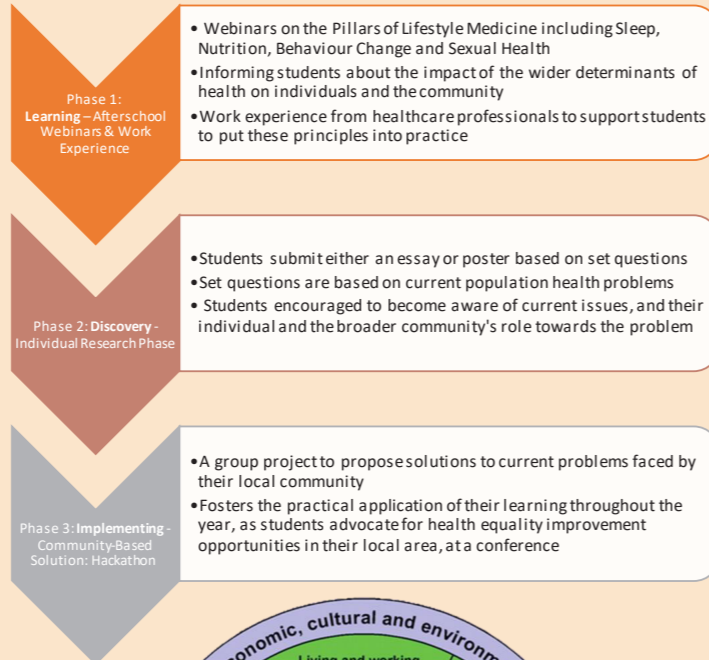 Phase 1:
Learning – Afterschool
Webinars & Work
Experience
• Webinars on the Pillars of Lifestyle Medicine including Sleep,
Nutrition, Behaviour Change and Sexual Health
•Informing students about the impact of the wider determinants of
health on individuals and the community
•Work experience from healthcare professionals to support students
to put these principles into practice
Phase 2: Discovery -
Individual Research Phase
•Students submit either an essay or poster based on set questions
•Set questions are based on current population health problems
• Students encouraged to become aware of current issues, and their
individual and the broader community's role towards the problem
Phase 3: Implementing -
Community-Based
Solution: Hackathon
•A group project to propose solutions to current problems faced by
their local community
•Fosters the practical application of their learning throughout the
year, as students advocate for health equality improvement
opportunities in their local area, at a conference
cultural and
Living and working